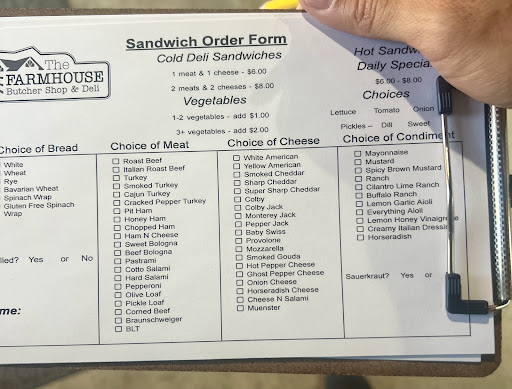 The
FARMHOUSE
Butcher Shop & Deli
Sandwich Order Form
Cold Deli Sandwiches
1 meat & 1 cheese - $6.00
2 meats & 2 cheeses - $8.00
Vegetables
1-2 vegetables - add $1.00
3+ vegetables - add $2.00
Hot Sandw
Daily Specia
$6.00 - $8.00
Choices
Lettuce Tomato Onion
Pickles – Dill Sweet
Choice of Bread
White
Wheat
Rye
Bavarian Wheat
Spinach Wrap
Gluten Free Spinach
Wrap
lled? Yes or No
me:
Choice of Meat
Roast Beef
Italian Roast Beef
Turkey
Smoked Turkey
Cajun Turkey
Cracked Pepper Turkey
Pit Ham
Honey Ham
Chopped Ham
Ham N Cheese
Sweet Bologna
Beef Bologna
Pastrami
Cotto Salami
Hard Salami
Pepperoni
Olive Loaf
Pickle Loaf
Corned Beef
Braunschweiger
BLT
Choice of Cheese
White American
Yellow American
Smoked Cheddar
Sharp Cheddar
Super Sharp Cheddar
Colby
Colby Jack
Monterey Jack
Pepper Jack
Baby Swiss
Provolone
Mozzarella
Smoked Gouda
Hot Pepper Cheese
Ghost Pepper Cheese
Onion Cheese
Horseradish Cheese
Cheese N Salami
Muenster
Choice of Condiment
Mayonnaise
Mustard
Spicy Brown Mustard
Ranch
Cilantro Lime Ranch
Buffalo Ranch
Lemon Garlic Aioli
Everything Aioli
Lemon Honey Vinaigre
Creamy Italian Dressin
Horseradish
Sauerkraut? Yes or